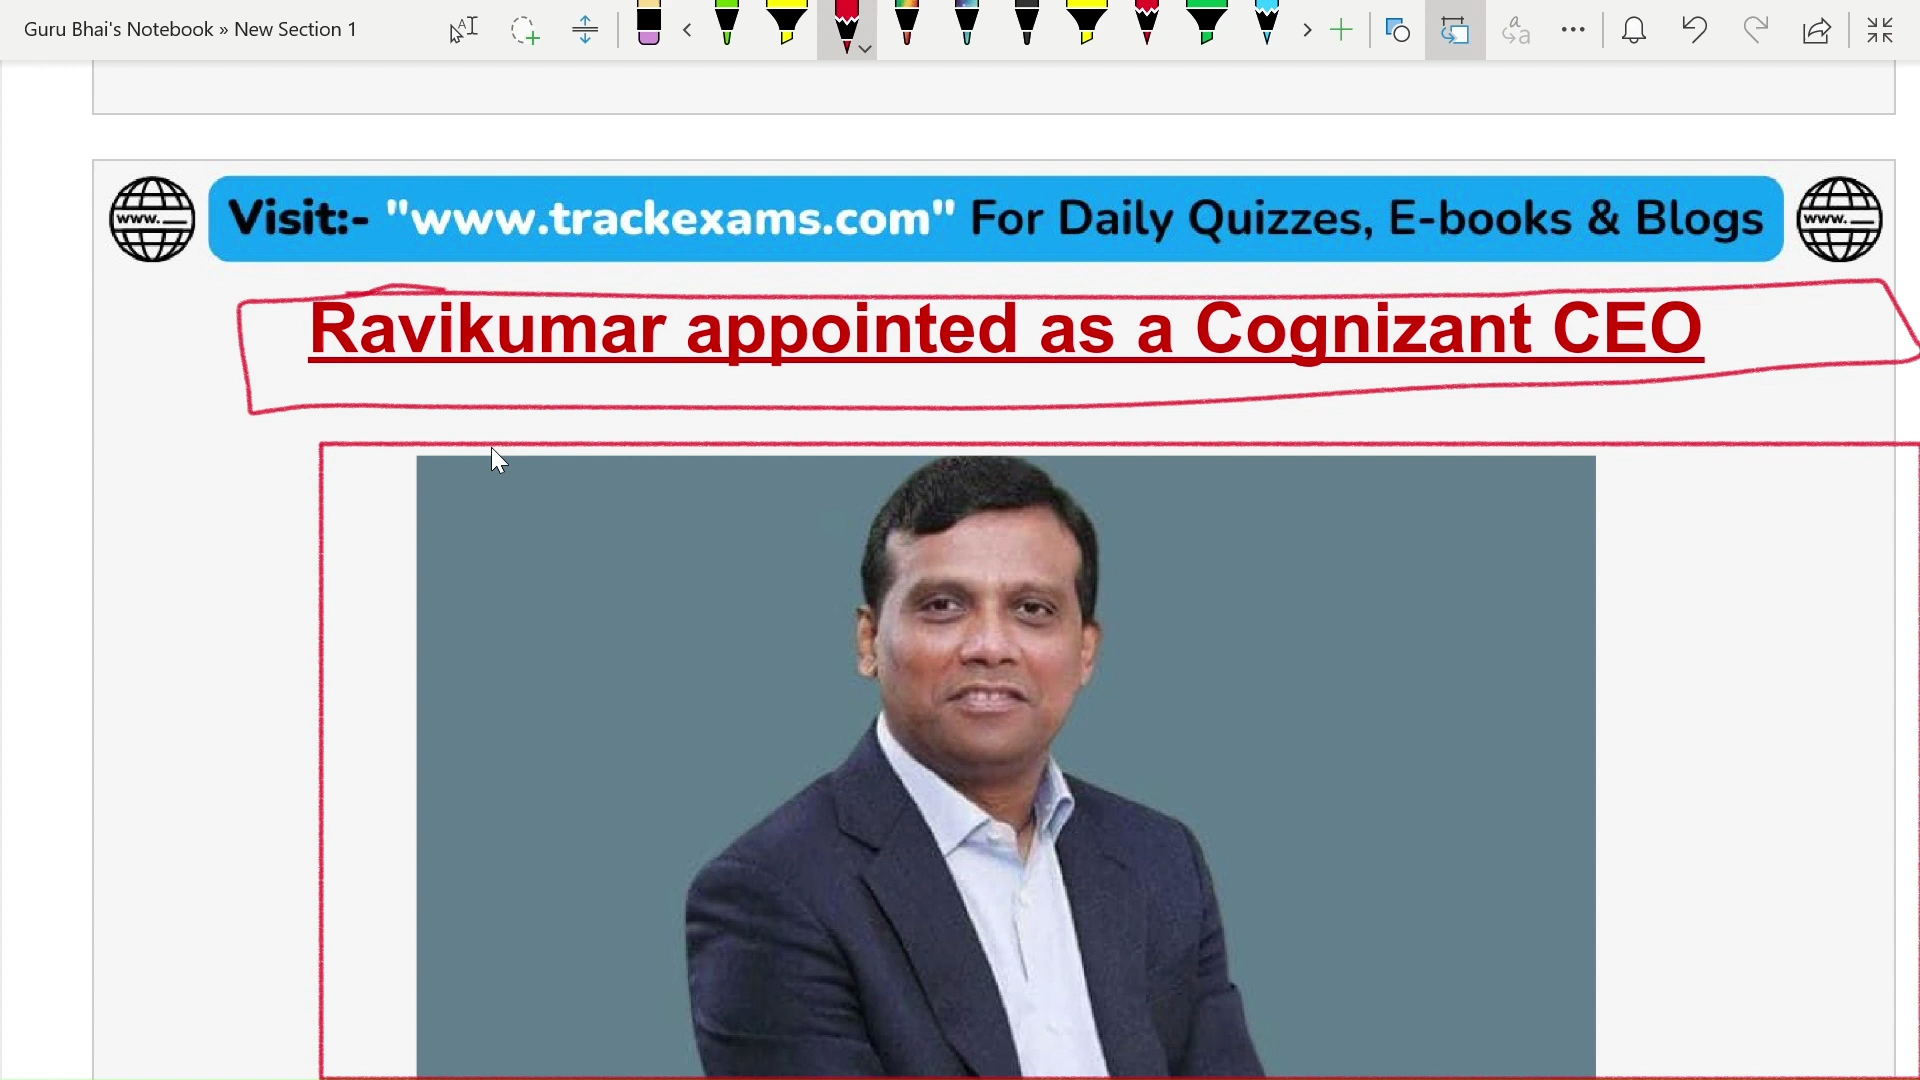 Guru Bhai's Notebook » New Section 1
www.
Visit:- "www.trackexams.com" For Daily Quizzes, E-books & Blogs
www.
Ravikumar appointed as a Cognizant CEO